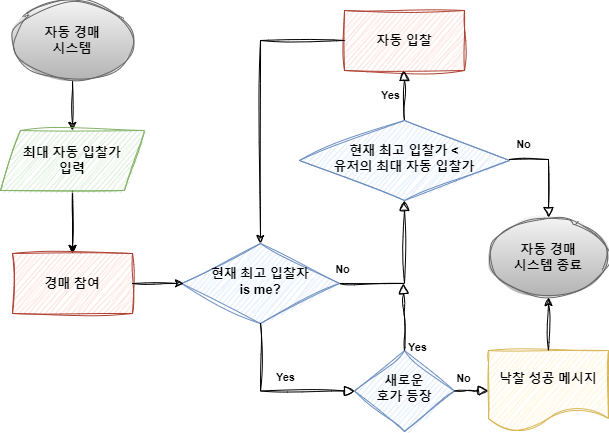 자동 경매
시스템
최대 자동 입찰가
입력
경매 참여
현재 최고 입찰자
is me?
No
Yes
새로운
호가 등장
Yes
No
현재 최고 입찰가 <
유저의 최대 자동 입찰가
Yes
No
자동 입찰
낙찰 성공 메시지
자동 경매
시스템 종료